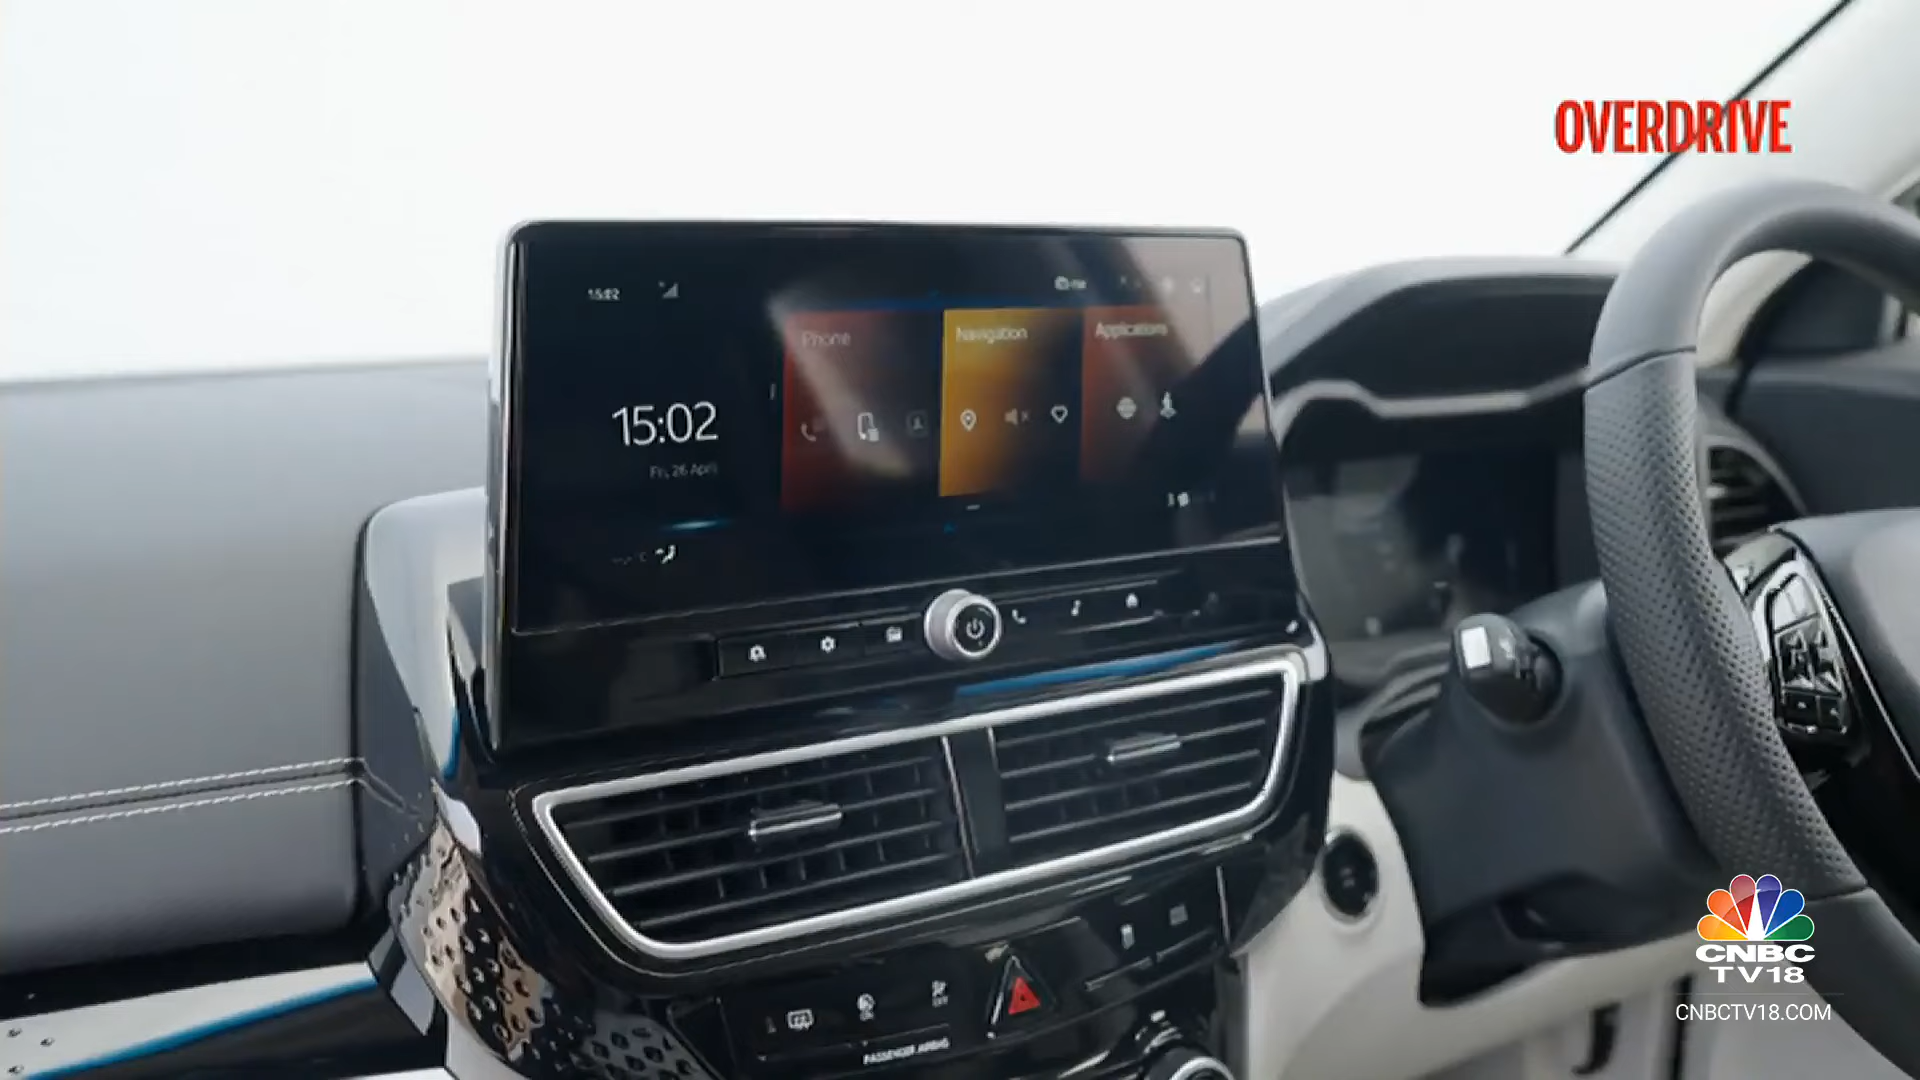 OVERDRIVE
15:02
Phone
Navigation
Applications
15:02
Fri, 26 April
PASSENGER AIRBAG
CNBC
TV18
CNBCTV18.COM